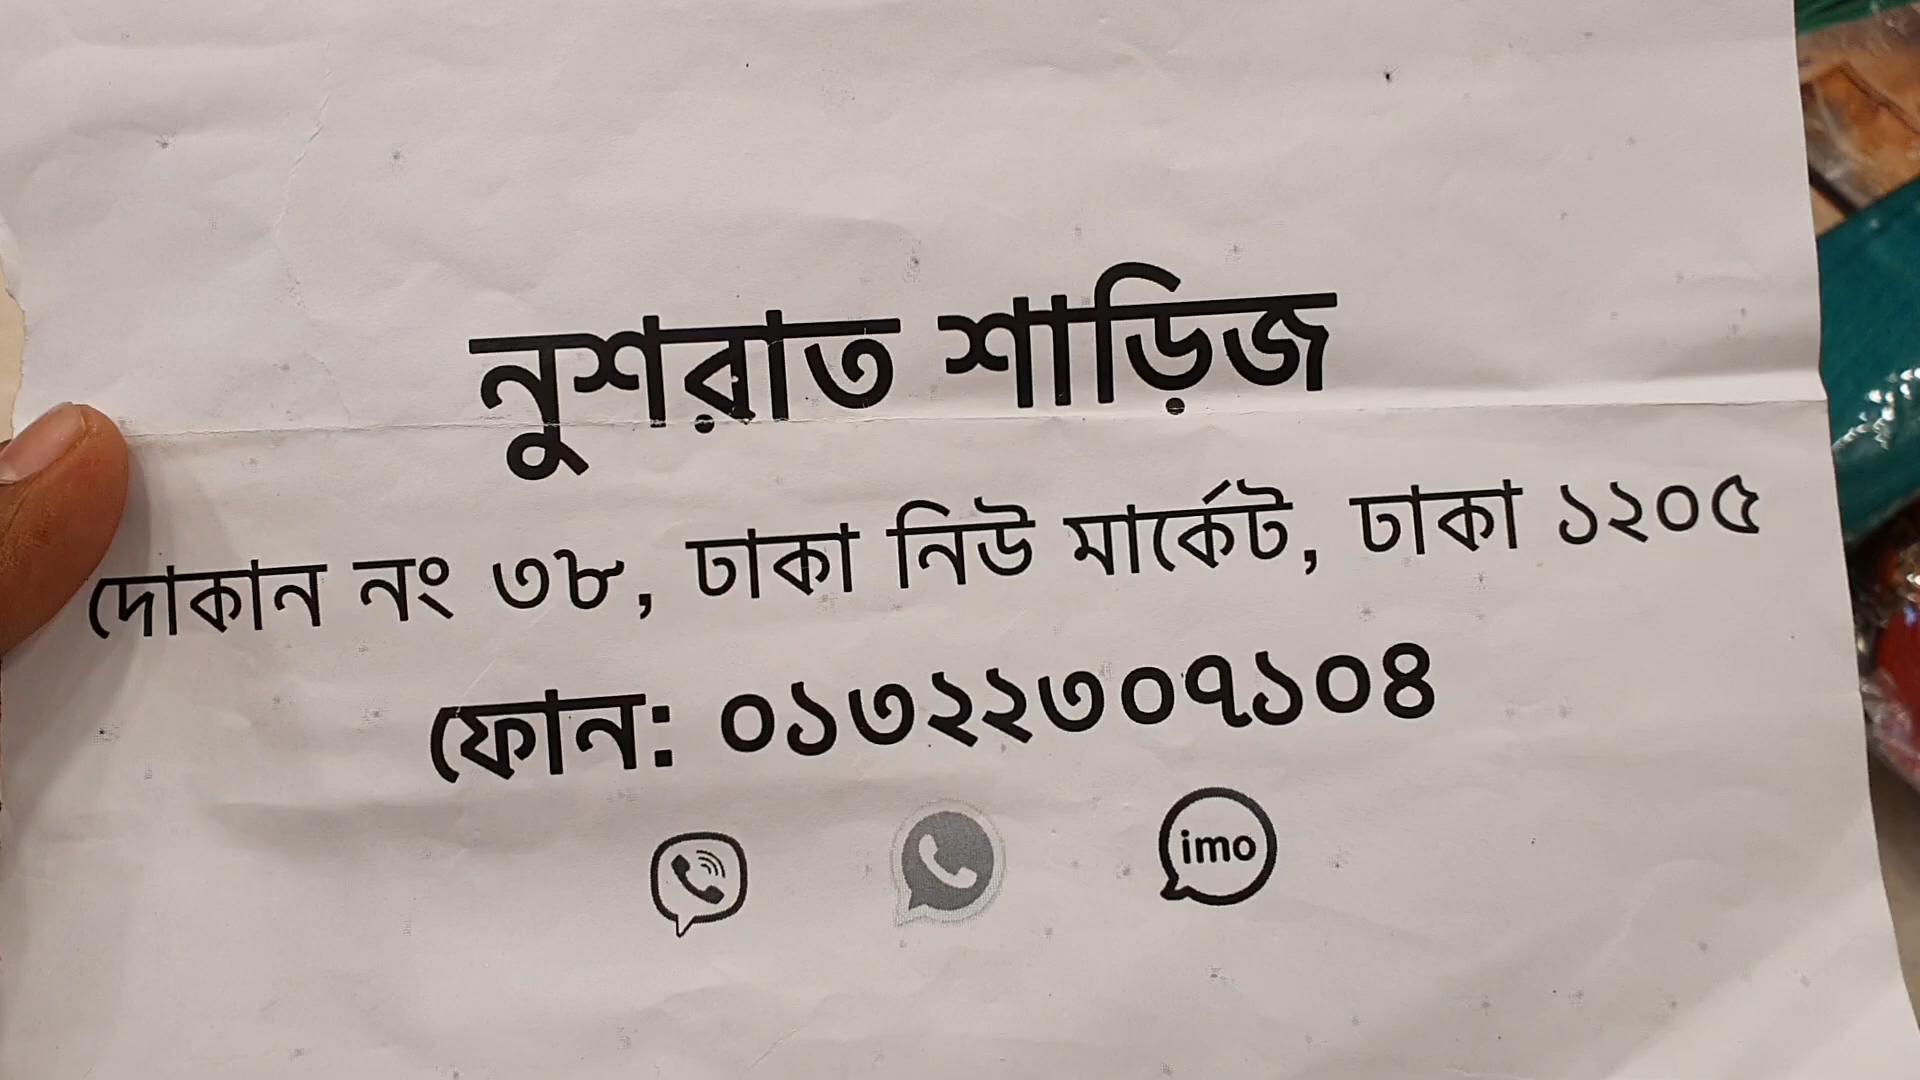 নুশরাত শাড়িজ
দোকান নং ৩৮, ঢাকা নিউ মার্কেট, ঢাকা ১২০৫
ফোন: ০১৩২২৩০৭১০৪
imo